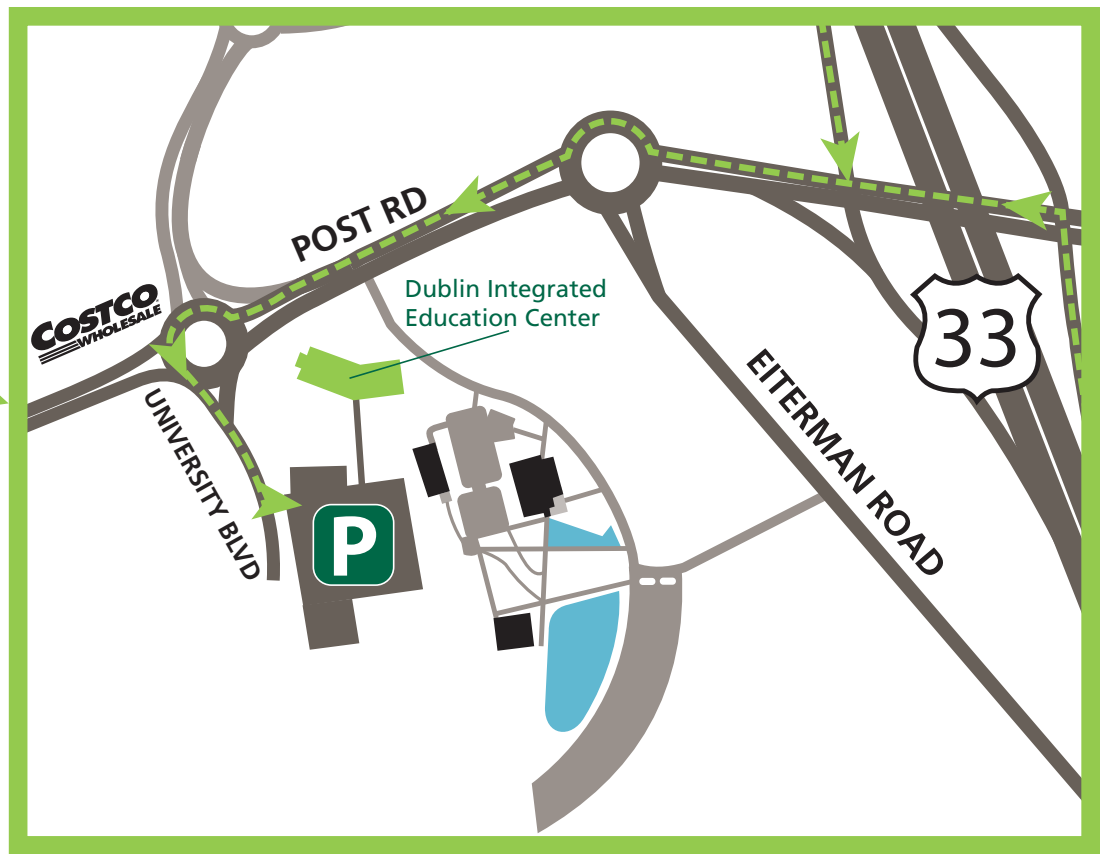 POST RD
COSTCO
WHOLESALE
Dublin Integrated
Education Center
33
EITERMAN ROAD
UNIVERSITY BLVD
P